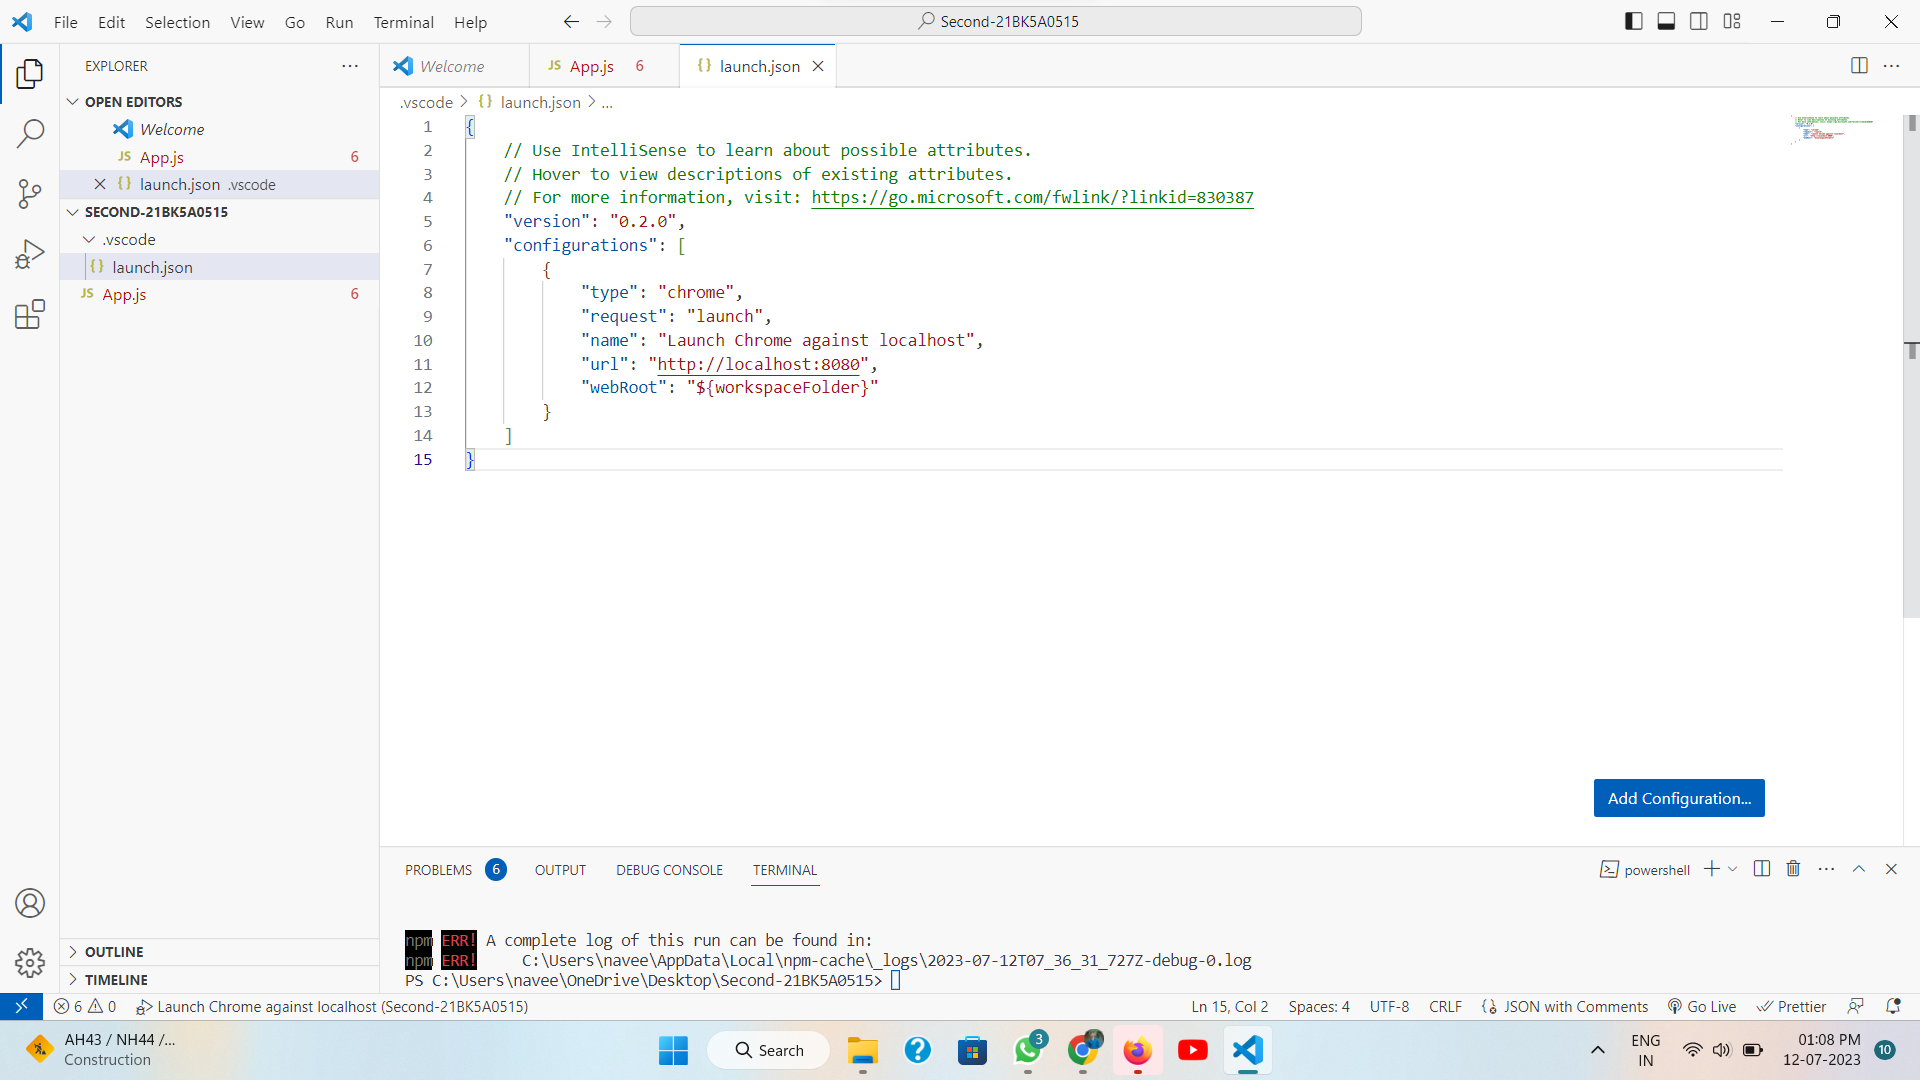 File Edit Selection View Go Run Terminal Help
Second-21BK5A0515
EXPLORER
OPEN EDITORS
Welcome
App.js 6
launch.json .vscode
SECOND-21BK5A0515
.vscode
launch.json
App.js 6
OUTLINE
TIMELINE
Welcome
JS App.js 6
{} launch.json
.vscode > {} launch.json > ...
1 {
2 // Use IntelliSense to learn about possible attributes.
3 // Hover to view descriptions of existing attributes.
4 // For more information, visit: https://go.microsoft.com/fwlink/?linkid=830387
5 "version": "0.2.0",
6 "configurations": [
7 {
8 "type": "chrome",
9 "request": "launch",
10 "name": "Launch Chrome against localhost",
11 "url": "http://localhost:8080",
12 "webRoot": "${workspaceFolder}"
13 }
14 ]
15 }
Add Configuration...
PROBLEMS 6 OUTPUT DEBUG CONSOLE TERMINAL
powershell
npm ERR! A complete log of this run can be found in:
npm ERR! C:\Users\navee\AppData\Local\npm-cache\_logs\2023-07-12T07_36_31_727Z-debug-0.log
PS C:\Users\navee\OneDrive\Desktop\Second-21BK5A0515>
6 0 Launch Chrome against localhost (Second-21BK5A0515)
Ln 15, Col 2 Spaces: 4 UTF-8 CRLF {} JSON with Comments Go Live Prettier
AH43 / NH44 /...
Construction
Search
3
ENG
IN
01:08 PM
12-07-2023
10